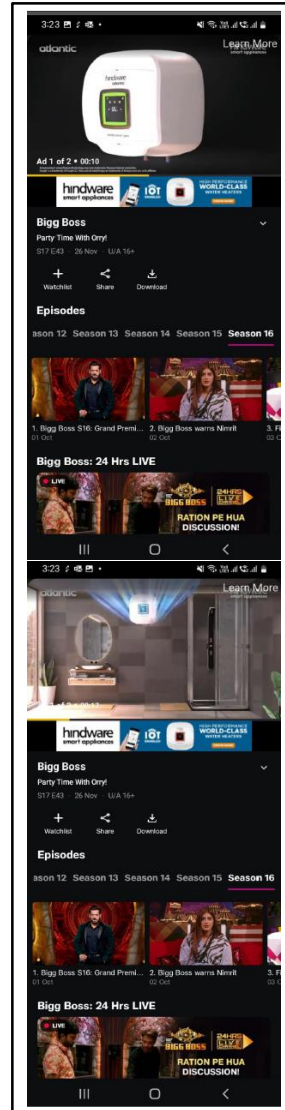 3:23
Learn More
atlantic
hindware
Ad 1 of 2 • 00:10
hindware
smart appliances
IOT
ENABLED
HIGH PERFORMANCE
WORLD-CLASS
WATER HEATERS
Bigg Boss
Party Time With Orry!
S17 E43 26 Nov U/A 16+
Watchlist Share Download
Episodes
ason 12 Season 13 Season 14 Season 15 Season 16
1. Bigg Boss S16: Grand Premi... 2. Bigg Boss warns Nimrit
01 Oct 02 Oct
Bigg Boss: 24 Hrs LIVE
LIVE
BIGG BOSS
24HRS
LIVE
RATION PE HUA
DISCUSSION!
3:23
Learn More
atlantic
hindware
smart appliances
IOT
ENABLED
HIGH PERFORMANCE
WORLD-CLASS
WATER HEATERS
Bigg Boss
Party Time With Orry!
S17 E43 26 Nov U/A 16+
Watchlist Share Download
Episodes
ason 12 Season 13 Season 14 Season 15 Season 16
1. Bigg Boss S16: Grand Premi... 2. Bigg Boss warns Nimrit
01 Oct 02 Oct
Bigg Boss: 24 Hrs LIVE
LIVE
BIGG BOSS
24HRS
LIVE
RATION PE HUA
DISCUSSION!